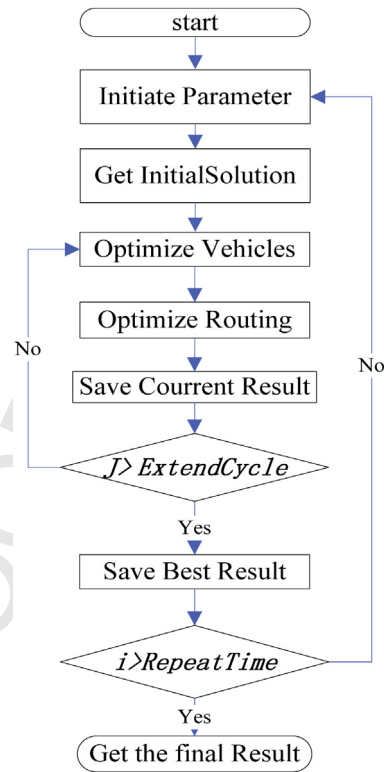 start
Initiate Parameter
Get InitialSolution
Optimize Vehicles
Optimize Routing
No
No
Save Courrent Result
J>ExtendCycle
Yes
Save Best Result
i>RepeatTime
Yes
Get the final Result